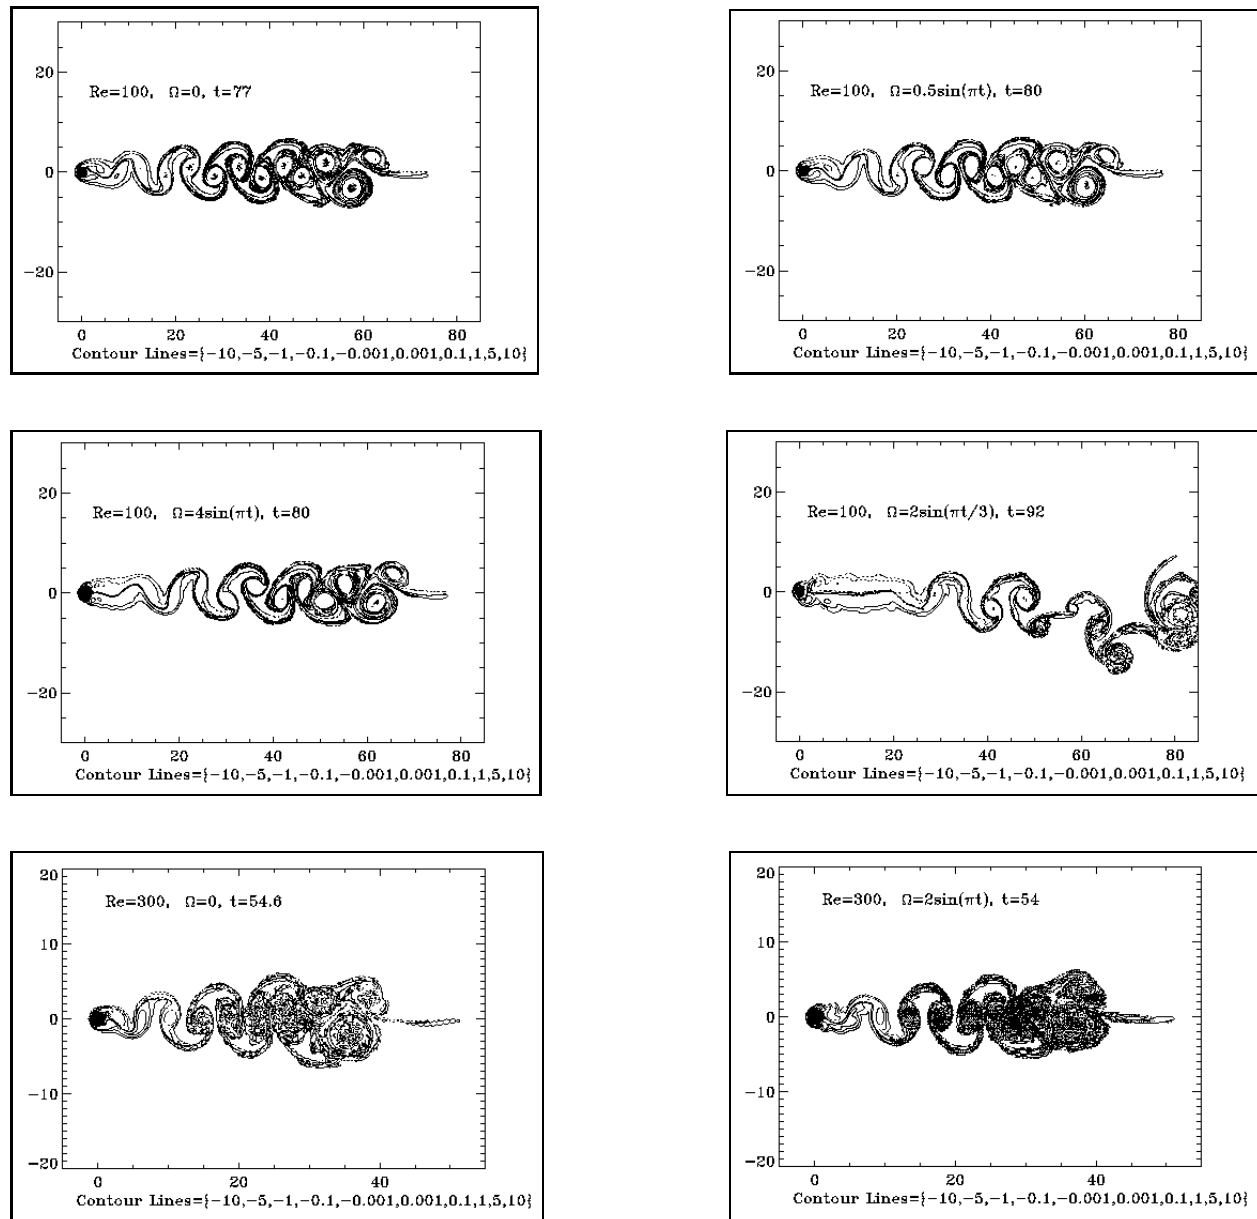 20
0
−20
Re=100, Ω=0, t=77
0 20 40 60 80
Contour Lines={−10,−5,−1,−0.1,−0.001,0.001,0.1,1,5,10}
20
0
−20
Re=100, Ω=0.5sin(πt), t=80
0 20 40 60 80
Contour Lines={−10,−5,−1,−0.1,−0.001,0.001,0.1,1,5,10}
20
0
−20
Re=100, Ω=4sin(πt), t=80
0 20 40 60 80
Contour Lines={−10,−5,−1,−0.1,−0.001,0.001,0.1,1,5,10}
20
0
−20
Re=100, Ω=2sin(πt/3), t=92
0 20 40 60 80
Contour Lines={−10,−5,−1,−0.1,−0.001,0.001,0.1,1,5,10}
20
10
0
−10
−20
Re=300, Ω=0, t=54.6
0 20 40
Contour Lines={−10,−5,−1,−0.1,−0.001,0.001,0.1,1,5,10}
20
10
0
−10
−20
Re=300, Ω=2sin(πt), t=54
0 20 40
Contour Lines={−10,−5,−1,−0.1,−0.001,0.001,0.1,1,5,10}